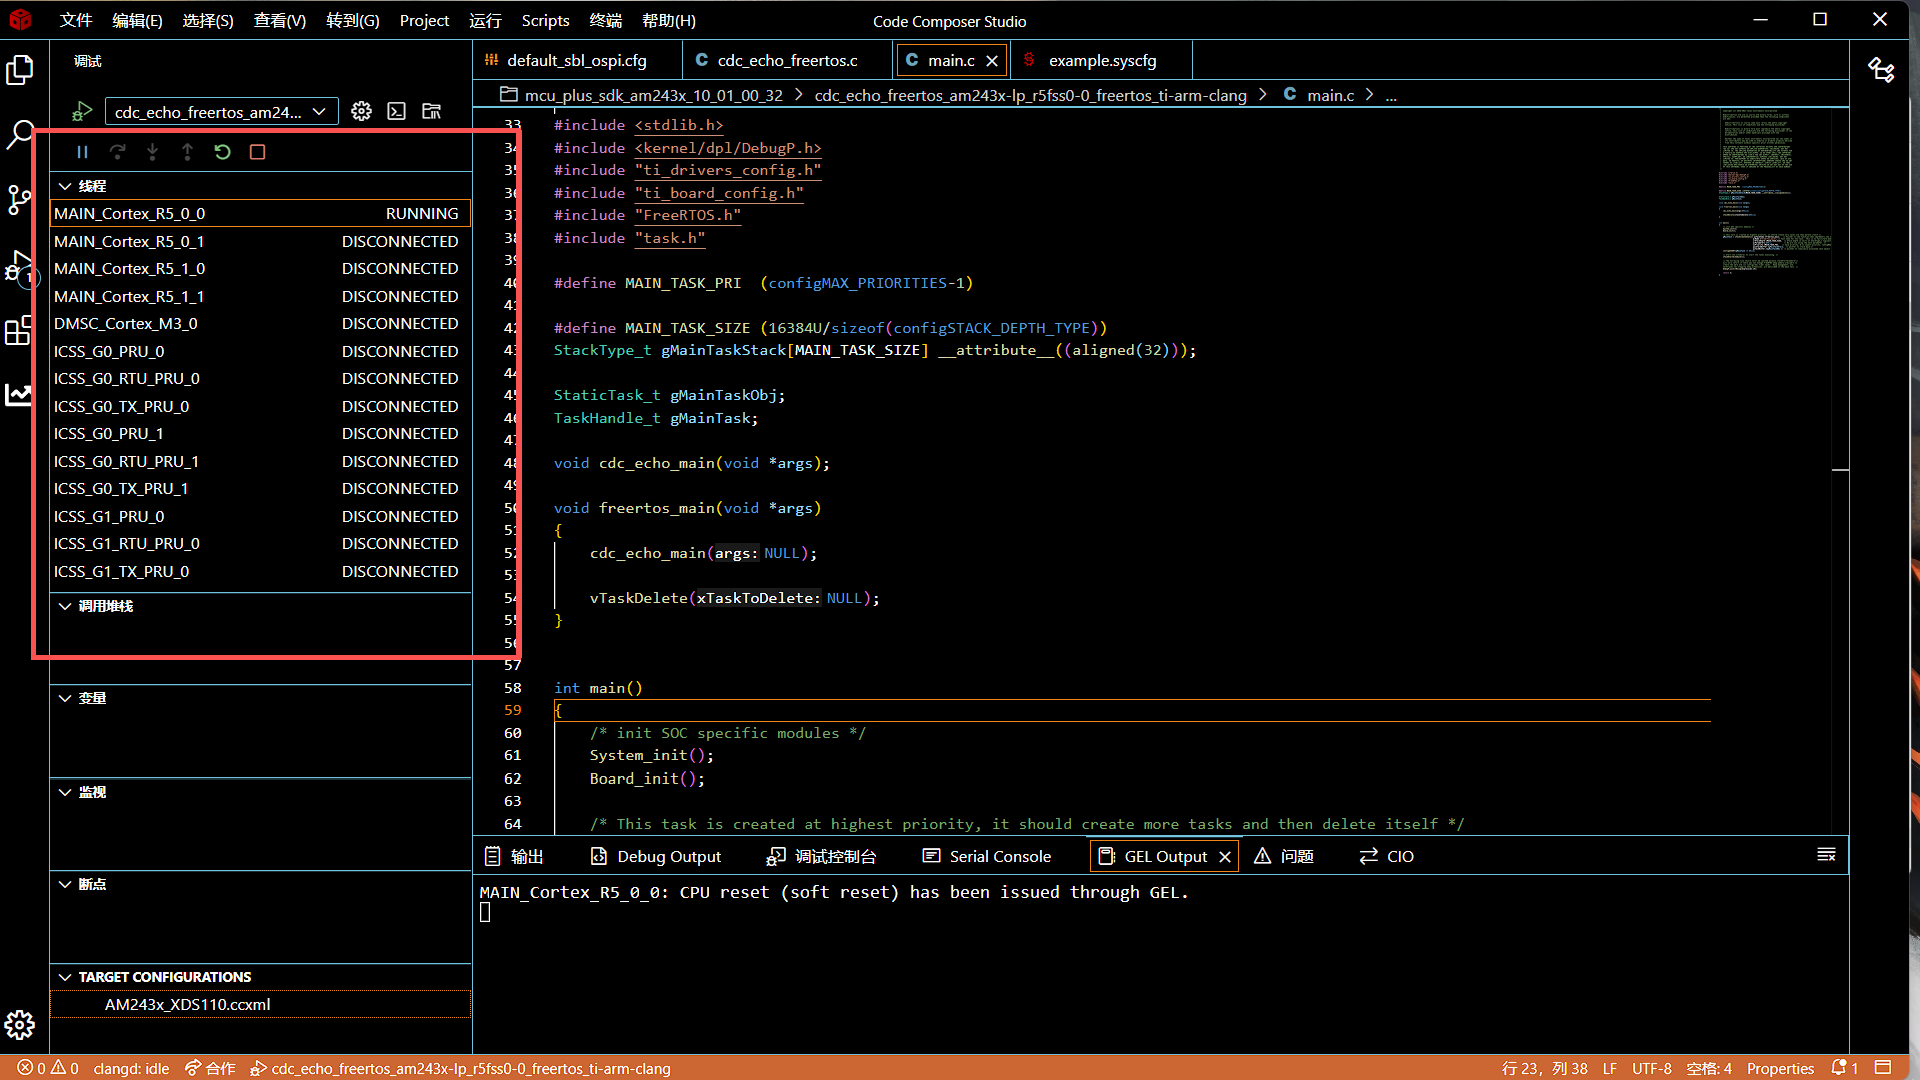 文件 编辑(E) 选择(S) 查看(V) 转到(G) Project 运行 Scripts 终端 帮助(H) Code Composer Studio
调试
cdc_echo_freertos_am24...
线程
MAIN_Cortex_R5_0_0 RUNNING
MAIN_Cortex_R5_0_1 DISCONNECTED
MAIN_Cortex_R5_1_0 DISCONNECTED
MAIN_Cortex_R5_1_1 DISCONNECTED
DMSC_Cortex_M3_0 DISCONNECTED
ICSS_G0_PRU_0 DISCONNECTED
ICSS_G0_RTU_PRU_0 DISCONNECTED
ICSS_G0_TX_PRU_0 DISCONNECTED
ICSS_G0_PRU_1 DISCONNECTED
ICSS_G0_RTU_PRU_1 DISCONNECTED
ICSS_G0_TX_PRU_1 DISCONNECTED
ICSS_G1_PRU_0 DISCONNECTED
ICSS_G1_RTU_PRU_0 DISCONNECTED
ICSS_G1_TX_PRU_0 DISCONNECTED
调用堆栈
变量
监视
断点
TARGET CONFIGURATIONS
AM243x_XDS110.ccxml
default_sbl_ospi.cfg C cdc_echo_freertos.c C main.c example.syscfg
mcu_plus_sdk_am243x_10_01_00_32 > cdc_echo_freertos_am243x-lp_r5fss0-0_freertos_ti-arm-clang > C main.c > ...
33 #include <stdlib.h>
34 #include <kernel/dpl/DebugP.h>
35 #include "ti_drivers_config.h"
36 #include "ti_board_config.h"
37 #include "FreeRTOS.h"
38 #include "task.h"
39
40 #define MAIN_TASK_PRI  (configMAX_PRIORITIES-1)
41
42 #define MAIN_TASK_SIZE (16384U/sizeof(configSTACK_DEPTH_TYPE))
43 StackType_t gMainTaskStack[MAIN_TASK_SIZE] __attribute__((aligned(32)));
44
45 StaticTask_t gMainTaskObj;
46 TaskHandle_t gMainTask;
47
48 void cdc_echo_main(void *args);
49
50 void freertos_main(void *args)
51 {
52 cdc_echo_main(args: NULL);
53
54 vTaskDelete(xTaskToDelete: NULL);
55 }
56
57
58 int main()
59 {
60 /* init SOC specific modules */
61 System_init();
62 Board_init();
63
64 /* This task is created at highest priority, it should create more tasks and then delete itself */
输出 Debug Output 调试控制台 Serial Console GEL Output 问题 CIO
MAIN_Cortex_R5_0_0: CPU reset (soft reset) has been issued through GEL.
0 0 clangd: idle 合作 cdc_echo_freertos_am243x-lp_r5fss0-0_freertos_ti-arm-clang 行 23，列 38 LF UTF-8 空格: 4 Properties 1